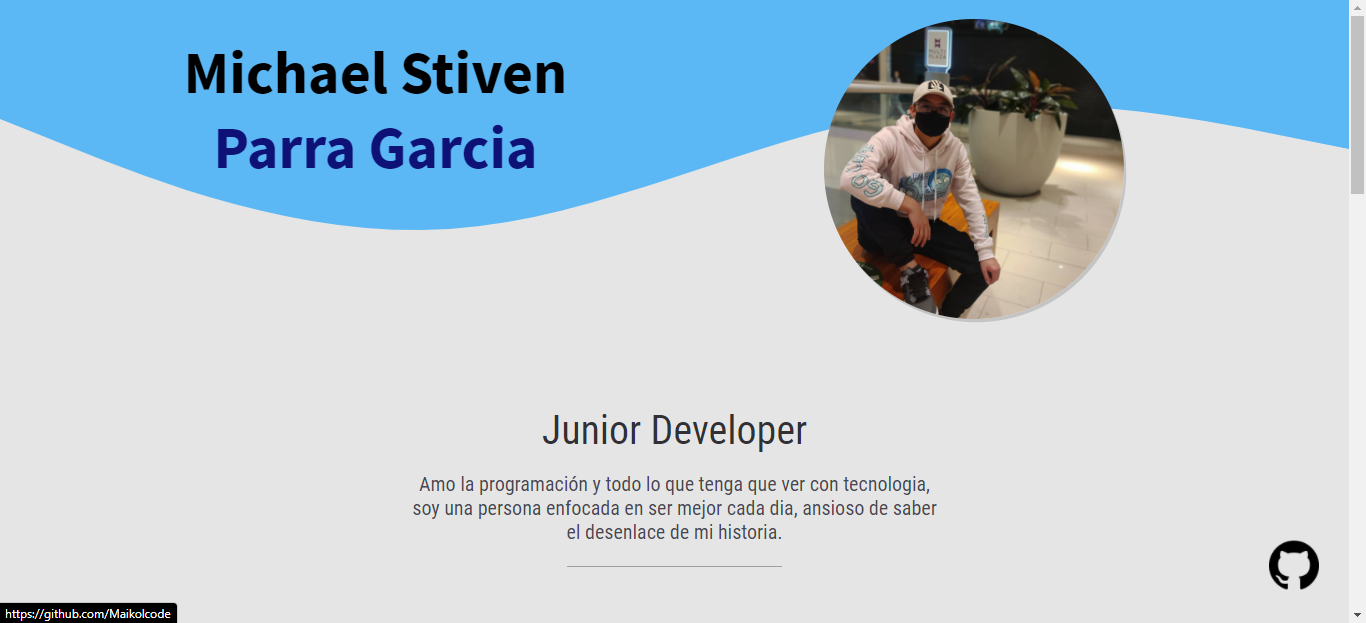 Michael Stiven
Parra Garcia
MULTI
PLAZA
Junior Developer
Amo la programación y todo lo que tenga que ver con tecnologia,
soy una persona enfocada en ser mejor cada dia, ansioso de saber
el desenlace de mi historia.
https://github.com/Maikolcode